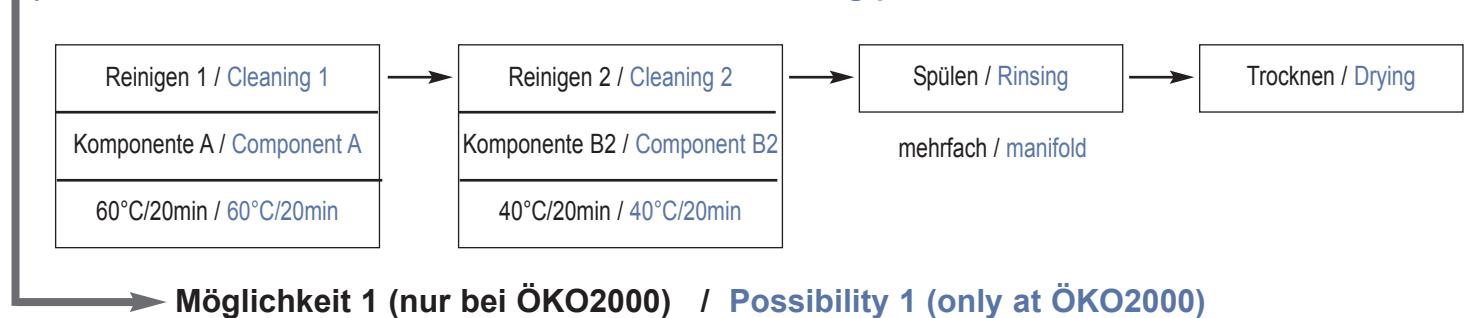 Reinigen 1 / Cleaning 1
Komponente A / Component A
60°C/20min / 60°C/20min
Reinigen 2 / Cleaning 2
Komponente B2 / Component B2
40°C/20min / 40°C/20min
Spülen / Rinsing
mehrfach / manifold
Trocknen / Drying
Möglichkeit 1 (nur bei ÖKO2000) / Possibility 1 (only at ÖKO2000)